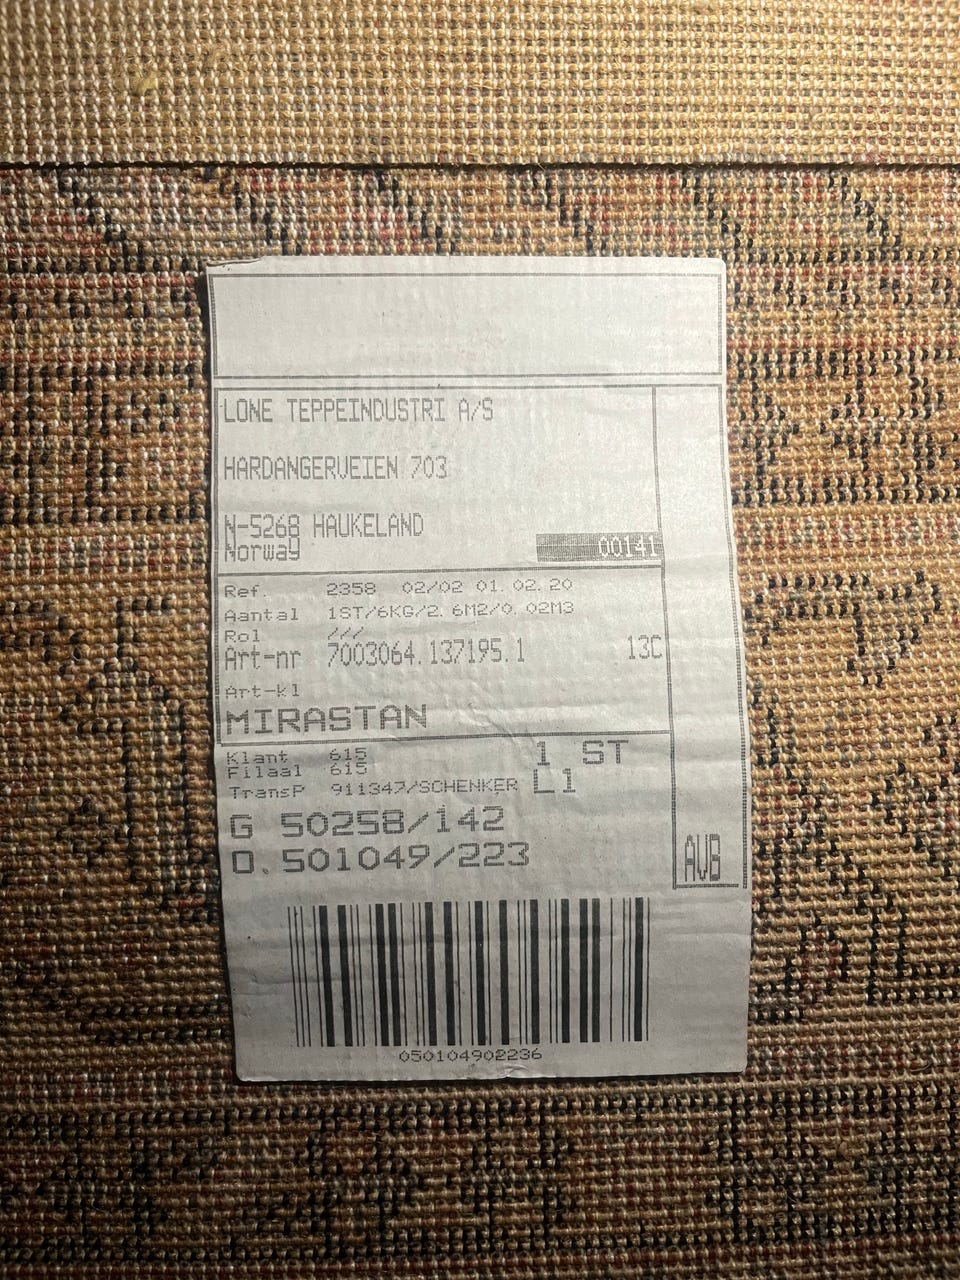 LONE TEPPEINDUSTRI A/S
HARDANGERVEIEN 703
N-5268 HAUKELAND
Norway
00141
Ref. 2358 02/02 01.02.20
Aantal 1ST/6KG/2.6M2/0.02M3
Rol ///
Art-nr 7003064.137195.1 13C
Art-kl
MIRASTAN
Klant 615 1 ST
Filaal 615
TransP 911347/SCHENKER L1
G 50258/142
O.501049/223
AVB
050104902236